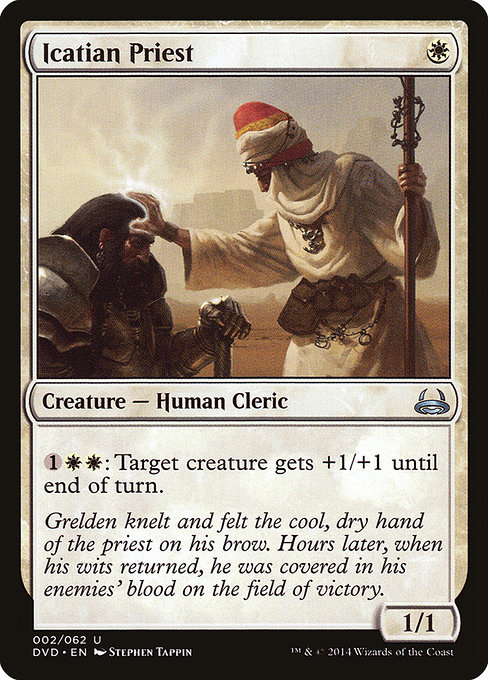 Icatian Priest
Creature — Human Cleric
1: Target creature gets +1/+1 until
end of turn.
Grelden knelt and felt the cool, dry hand
of the priest on his brow. Hours later, when
his wits returned, he was covered in his
enemies' blood on the field of victory.
1/1
002/062 U
DVD • EN Stephen Tappin
™ & © 2014 Wizards of the Coast